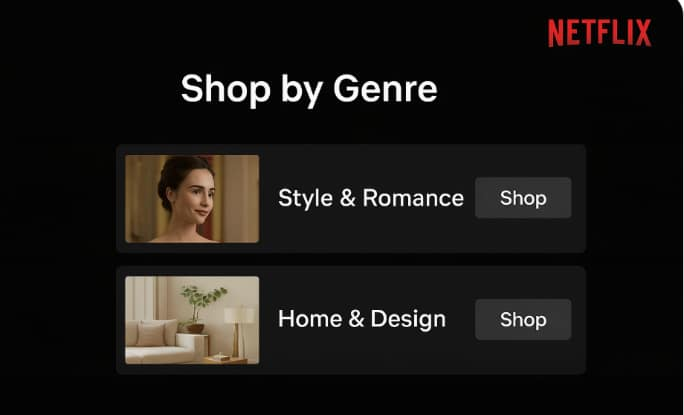 NETFLIX
Shop by Genre
Style & Romance
Shop
Home & Design
Shop